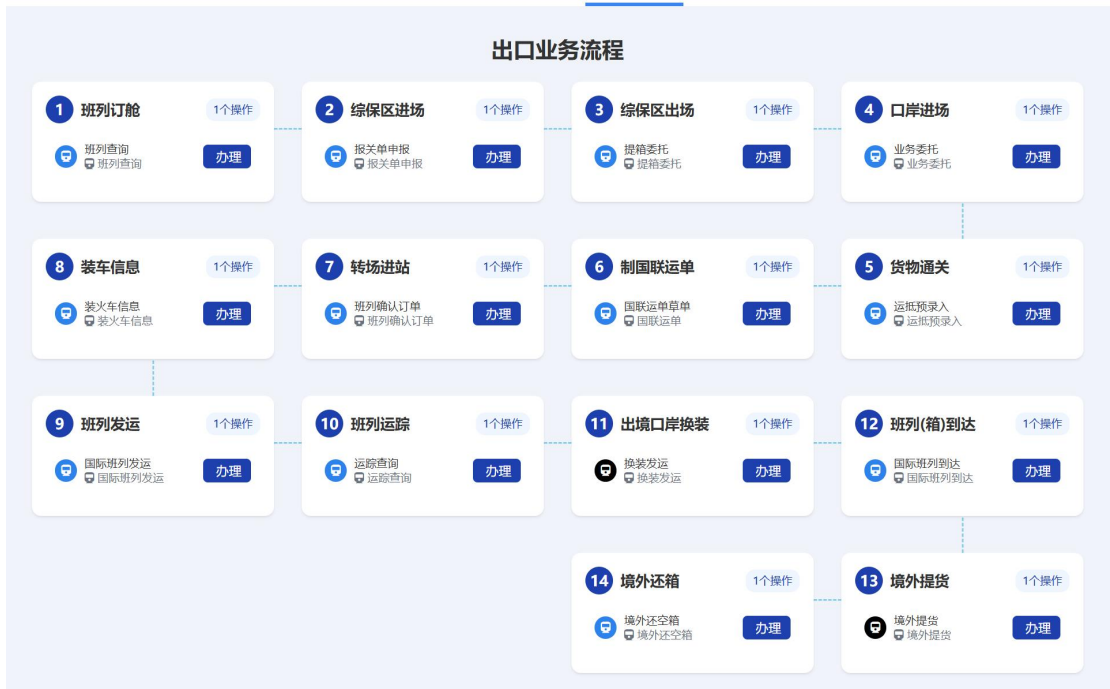 出口业务流程
1 班列订舱 1个操作
班列查询
班列查询
办理
2 综保区进场 1个操作
报关单申报
报关单申报
办理
3 综保区出场 1个操作
提箱委托
提箱委托
办理
4 口岸进场 1个操作
业务委托
业务委托
办理
8 装车信息 1个操作
装火车信息
装火车信息
办理
7 转场进站 1个操作
班列确认订单
班列确认订单
办理
6 制国联运单 1个操作
国联运单草单
国联运单
办理
5 货物通关 1个操作
运抵预录入
运抵预录入
办理
9 班列发运 1个操作
国际班列发运
国际班列发运
办理
10 班列运踪 1个操作
运踪查询
运踪查询
办理
11 出境口岸换装 1个操作
换装发运
换装发运
办理
12 班列(箱)到达 1个操作
国际班列到达
国际班列到达
办理
14 境外还箱 1个操作
境外还空箱
境外还空箱
办理
13 境外提货 1个操作
境外提货
境外提货
办理